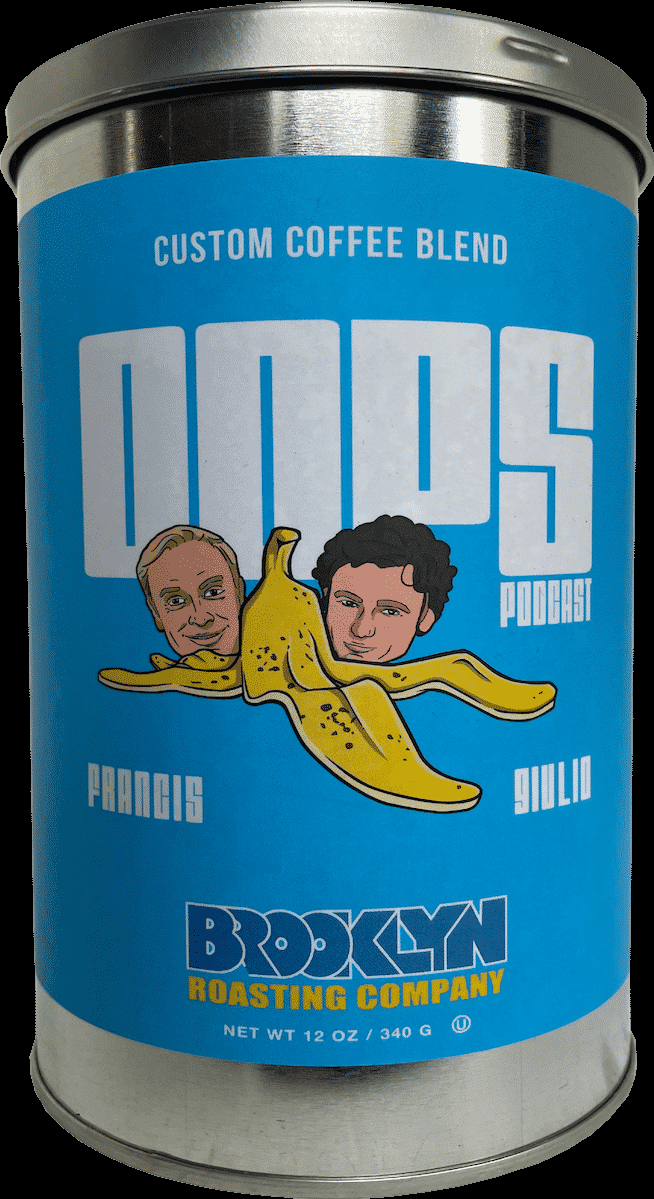 CUSTOM COFFEE BLEND
OOPS
PODCAST
FRANCIS
GIULIO
BROOKLYN
ROASTING COMPANY
NET WT 12 OZ / 340 G Ⓤ